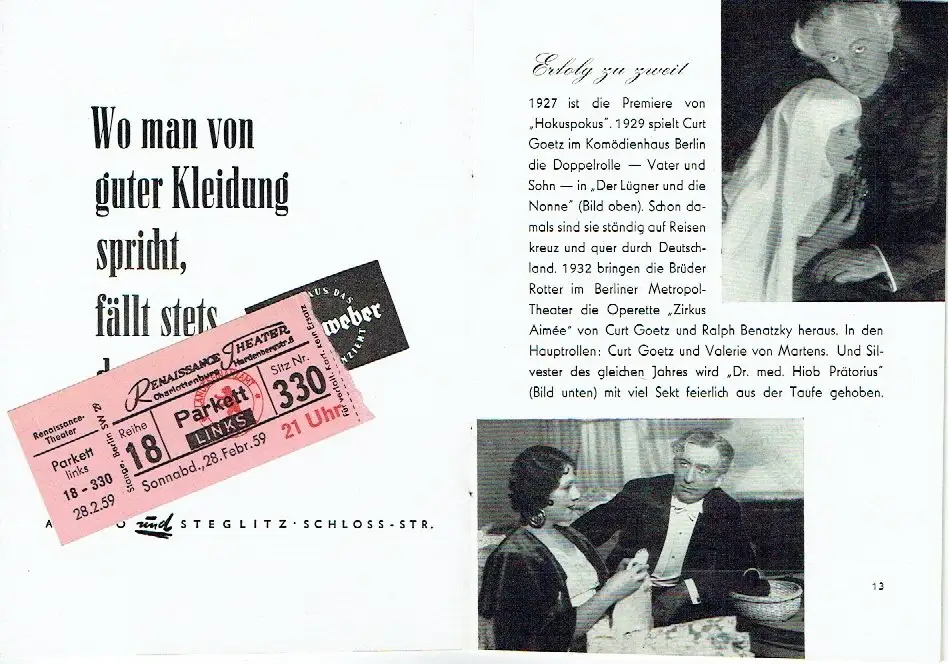 Wo man von
guter Kleidung
spricht,
fällt stets
AUS DAS
weber
RENAISSANCE THEATER
Charlottenburg, Hardenbergstr. 6
Reihe
18
Parkett
LINKS
Sitz Nr.
330
Sonnabd., 28. Febr. 59
21 Uhr
Stange, Berlin SW 29
Renaissance-
Theater
Parkett
links
18 - 330
28.2.59
und STEGLITZ · SCHLOSS-STR.
Erfolg zu zweit
1927 ist die Premiere von
„Hokuspokus". 1929 spielt Curt
Goetz im Komödienhaus Berlin
die Doppelrolle — Vater und
Sohn — in „Der Lügner und die
Nonne" (Bild oben). Schon da-
mals sind sie ständig auf Reisen
kreuz und quer durch Deutsch-
land. 1932 bringen die Brüder
Rotter im Berliner Metropol-
Theater die Operette „Zirkus
Aimée" von Curt Goetz und Ralph Benatzky heraus. In den
Hauptrollen: Curt Goetz und Valerie von Martens. Und Sil-
vester des gleichen Jahres wird „Dr. med. Hiob Prätorius"
(Bild unten) mit viel Sekt feierlich aus der Taufe gehoben.
13